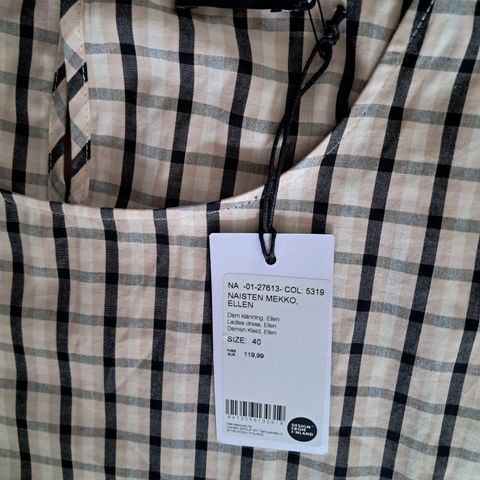 NA -01-27613- COL: 5319
NAISTEN MEKKO,
ELLEN
Dam klänning, Ellen
Ladies dress, Ellen
Damen Kleid, Ellen
SIZE: 40
EUR 119,99
DESIGN
FROM
FINLAND